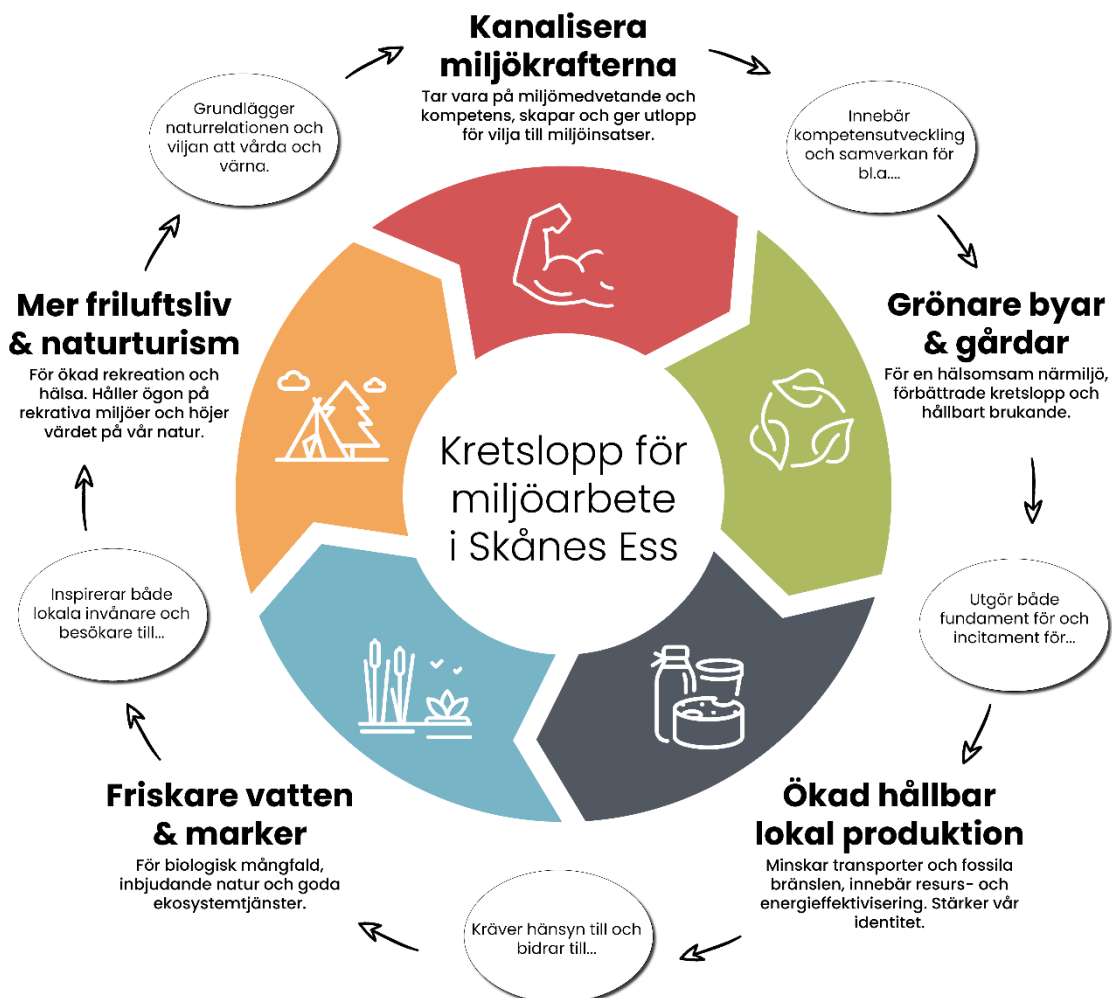 Kanalisera
miljökrafterna
Tar vara på miljömedvetande och
kompetens, skapar och ger utlopp
för vilja till miljöinsatser.
Innebär
kompetensutveckling
och samverkan för
bl.a....
Grönare byar
& gårdar
För en hälsosam närmiljö,
förbättrade kretslopp och
hållbart brukande.
Utgör både
fundament för och
incitament för...
Ökad hållbar
lokal produktion
Minskar transporter och fossila
bränslen, innebär resurs- och
energieffektivisering. Stärker vår
identitet.
Kräver hänsyn till och
bidrar till...
Friskare vatten
& marker
För biologisk mångfald,
inbjudande natur och goda
ekosystemtjänster.
Inspirerar både
lokala invånare och
besökare till...
Mer friluftsliv
& naturturism
För ökad rekreation och
hälsa. Håller ögon på
rekrativa miljöer och höjer
värdet på vår natur.
Grundlägger
naturrelationen och
viljan att vårda och
värna.
Kretslopp för
miljöarbete
i Skånes Ess